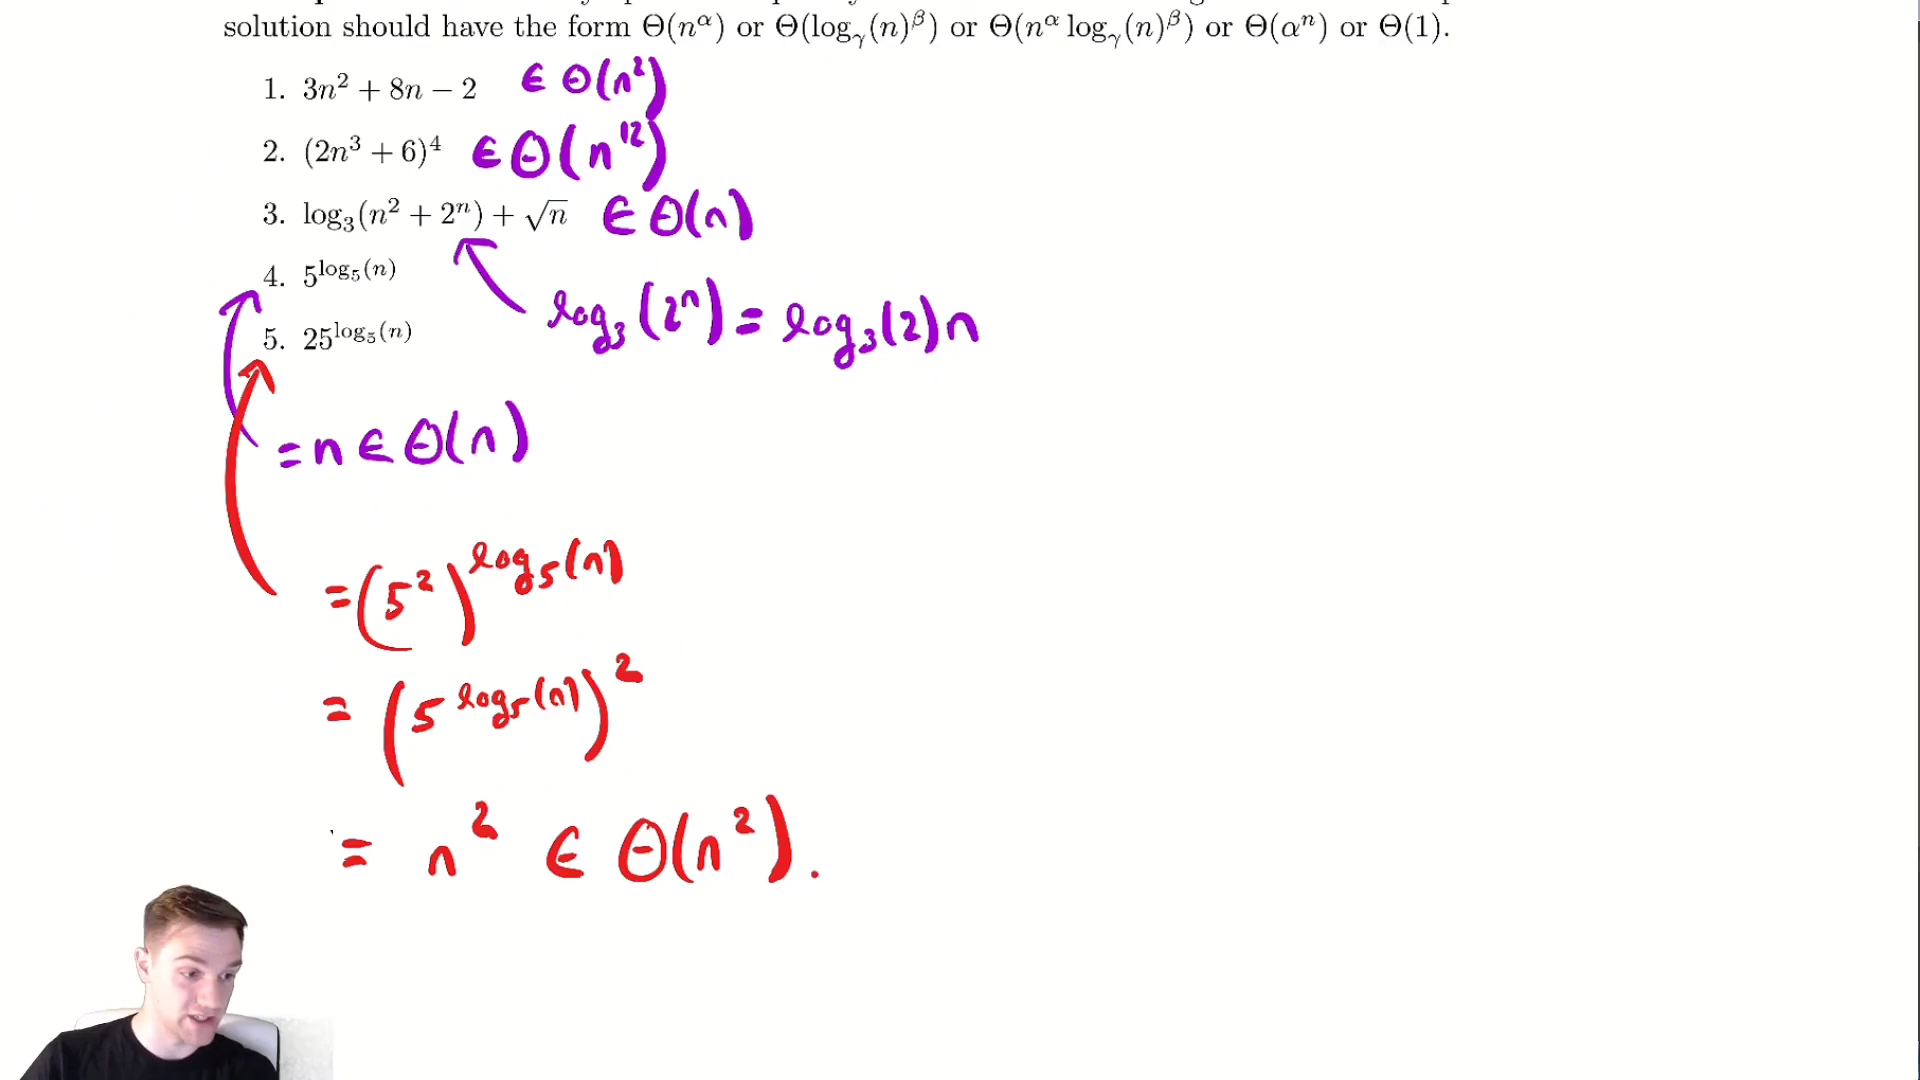 solution should have the form Θ(n^α) or Θ(log_γ(n)^β) or Θ(n^α log_γ(n)^β) or Θ(α^n) or Θ(1).
1. 3n² + 8n − 2 ∈ Θ(n²)
2. (2n³ + 6)⁴ ∈ Θ(n¹²)
3. log₃(n² + 2ⁿ) + √n ∈ Θ(n)
4. 5^log₅(n)
log₃(2ⁿ) = log₃(2)n
5. 25^log₅(n)
= n ∈ Θ(n)
= (5²)^log₅(n)
= (5^log₅(n))²
= n² ∈ Θ(n²).